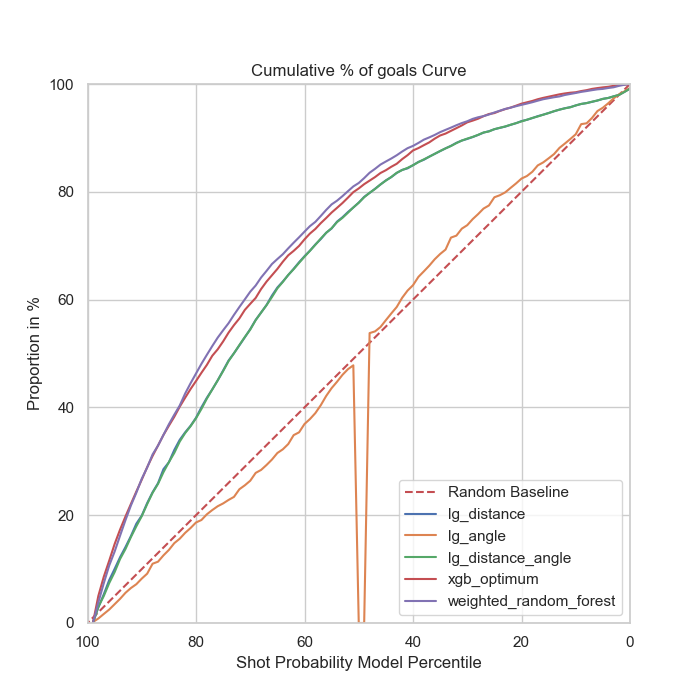 Cumulative % of goals Curve
100
80
60
40
20
0
Proportion in %
100
80
60
40
20
0
Shot Probability Model Percentile
Random Baseline
lg_distance
lg_angle
lg_distance_angle
xgb_optimum
weighted_random_forest